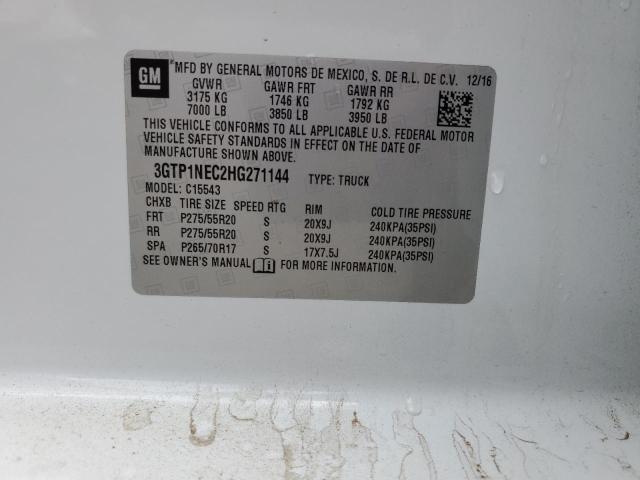 GM MFD BY GENERAL MOTORS DE MEXICO, S. DE R.L. DE C.V. 12/16
GVWR GAWR FRT GAWR RR
3175 KG 1746 KG 1792 KG
7000 LB 3850 LB 3950 LB
THIS VEHICLE CONFORMS TO ALL APPLICABLE U.S. FEDERAL MOTOR
VEHICLE SAFETY STANDARDS IN EFFECT ON THE DATE OF
MANUFACTURE SHOWN ABOVE.
3GTP1NEC2HG271144 TYPE: TRUCK
MODEL: C15543
CHXB TIRE SIZE SPEED RTG RIM COLD TIRE PRESSURE
FRT P275/55R20 S 20X9J 240KPA(35PSI)
RR P275/55R20 S 20X9J 240KPA(35PSI)
SPA P265/70R17 S 17X7.5J 240KPA(35PSI)
SEE OWNER'S MANUAL FOR MORE INFORMATION.